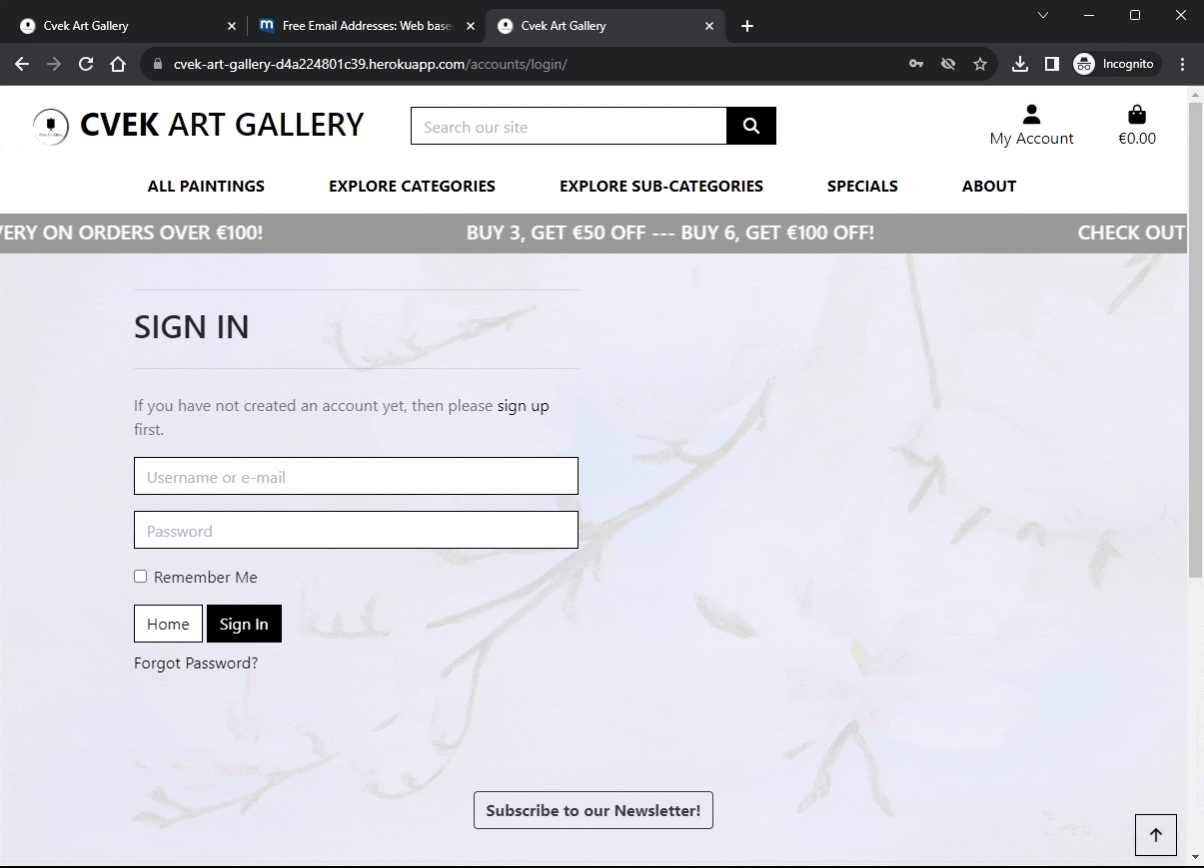 Cvek Art Gallery
Free Email Addresses: Web base
Cvek Art Gallery
cvek-art-gallery-d4a224801c39.herokuapp.com/accounts/login/
Incognito
CVEK ART GALLERY
Search our site
My Account
€0.00
ALL PAINTINGS
EXPLORE CATEGORIES
EXPLORE SUB-CATEGORIES
SPECIALS
ABOUT
VERY ON ORDERS OVER €100!
BUY 3, GET €50 OFF --- BUY 6, GET €100 OFF!
CHECK OUT
SIGN IN
If you have not created an account yet, then please sign up
first.
Username or e-mail
Password
Remember Me
Home
Sign In
Forgot Password?
Subscribe to our Newsletter!